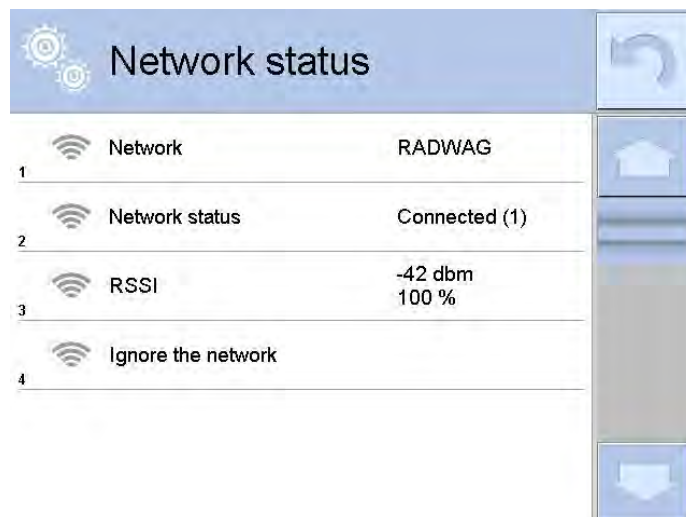 Network status
1 Network RADWAG
2 Network status Connected (1)
3 RSSI -42 dbm
100 %
4 Ignore the network